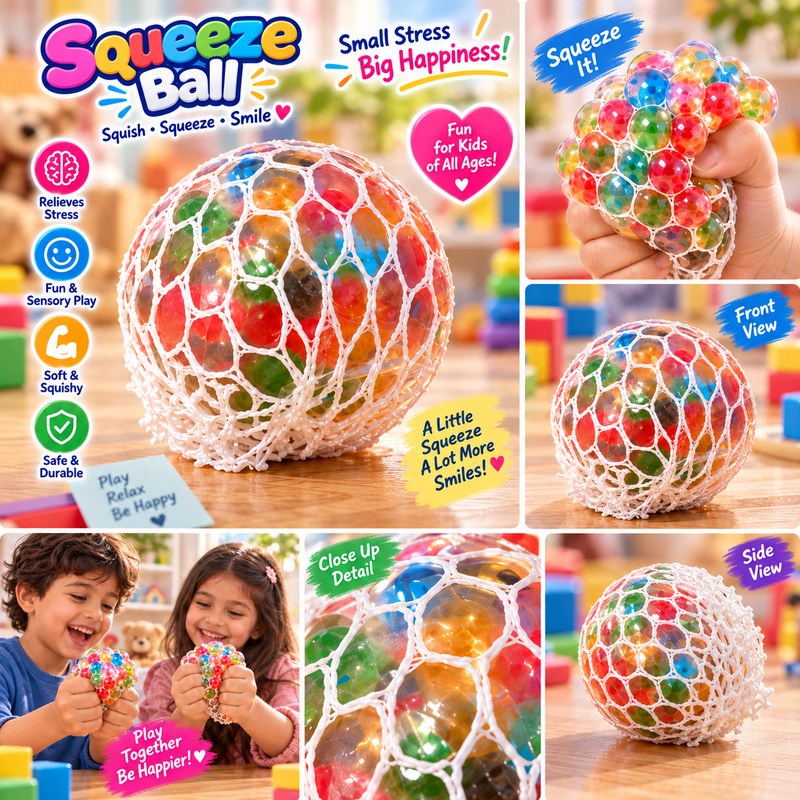 Squeeze
Ball
Squish • Squeeze • Smile
Small Stress
Big Happiness!
Fun
for Kids
of All Ages!
Relieves
Stress
Fun &
Sensory Play
Soft &
Squishy
Safe &
Durable
Play
Relax
Be Happy
A Little
Squeeze
A Lot More
Smiles!
Squeeze
It!
Front
View
Play
Together
Be Happier!
Close Up
Detail
Side
View